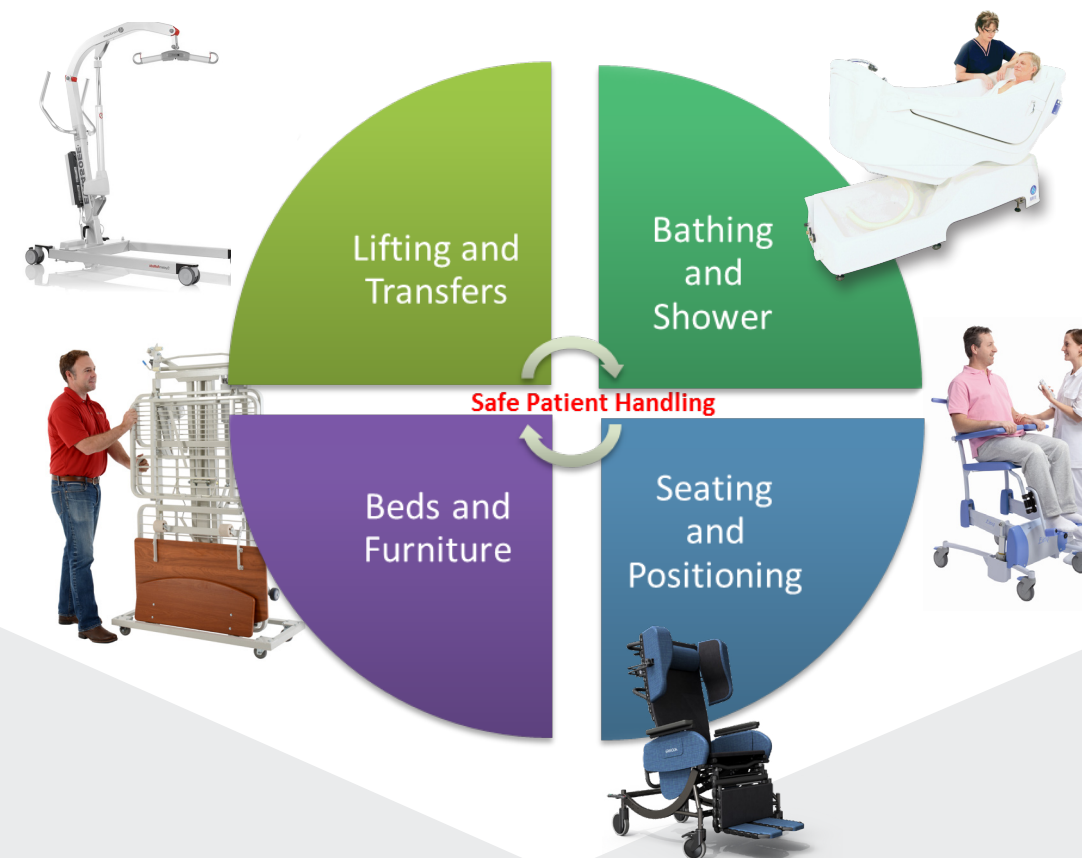 Lifting and
Transfers
Bathing
and
Shower
Safe Patient Handling
Beds and
Furniture
Seating
and
Positioning